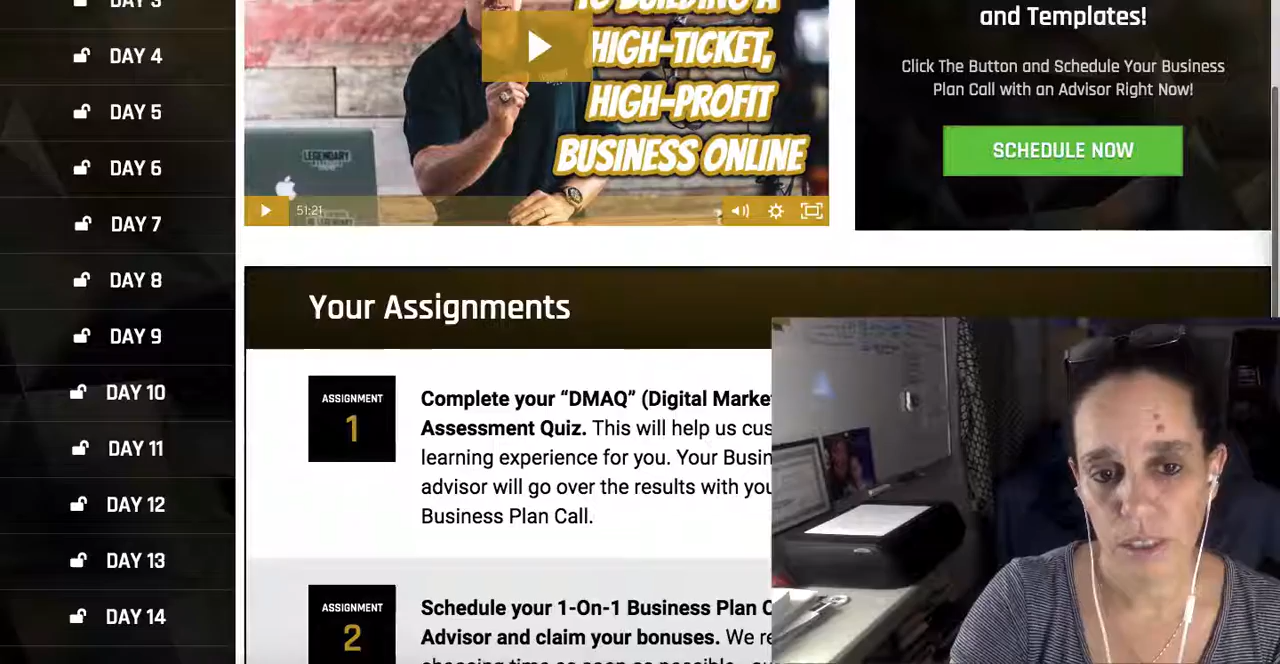 DAY 3
DAY 4
DAY 5
DAY 6
DAY 7
DAY 8
DAY 9
DAY 10
DAY 11
DAY 12
DAY 13
DAY 14
TO BUILDING A
HIGH-TICKET,
HIGH-PROFIT
BUSINESS ONLINE
LEGENDARY
51:21
and Templates!
Click The Button and Schedule Your Business
Plan Call with an Advisor Right Now!
SCHEDULE NOW
Your Assignments
ASSIGNMENT
1
Complete your “DMAQ” (Digital Marke
Assessment Quiz. This will help us cus
learning experience for you. Your Busin
advisor will go over the results with you
Business Plan Call.
ASSIGNMENT
2
Schedule your 1-On-1 Business Plan C
Advisor and claim your bonuses. We re